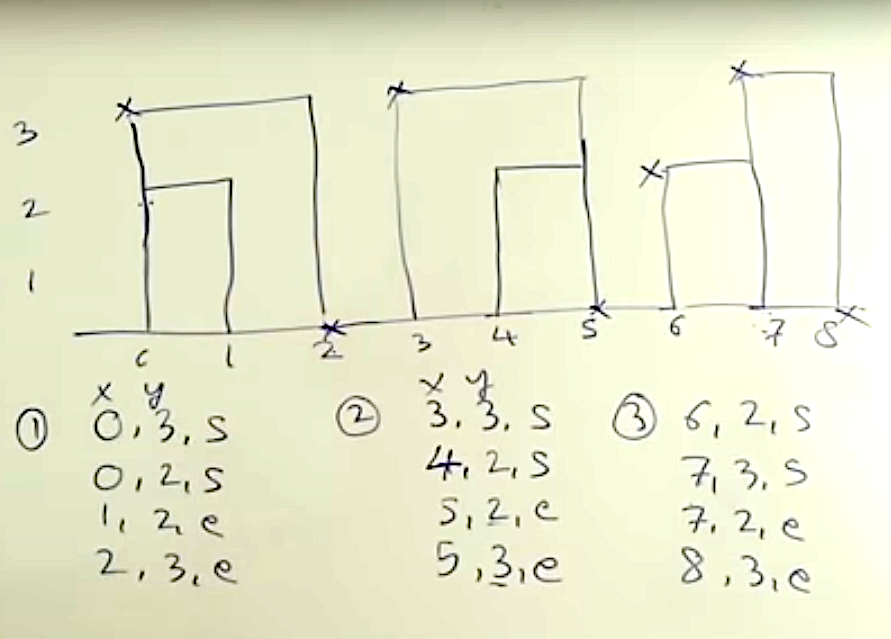 3
2
1
0 1 2 3 4 5 6 7 8
x y
x y
① 0, 3, s
0, 2, s
1, 2, e
2, 3, e
② 3, 3, s
4, 2, s
5, 2, e
5, 3, e
③ 6, 2, s
7, 3, s
7, 2, e
8, 3, e